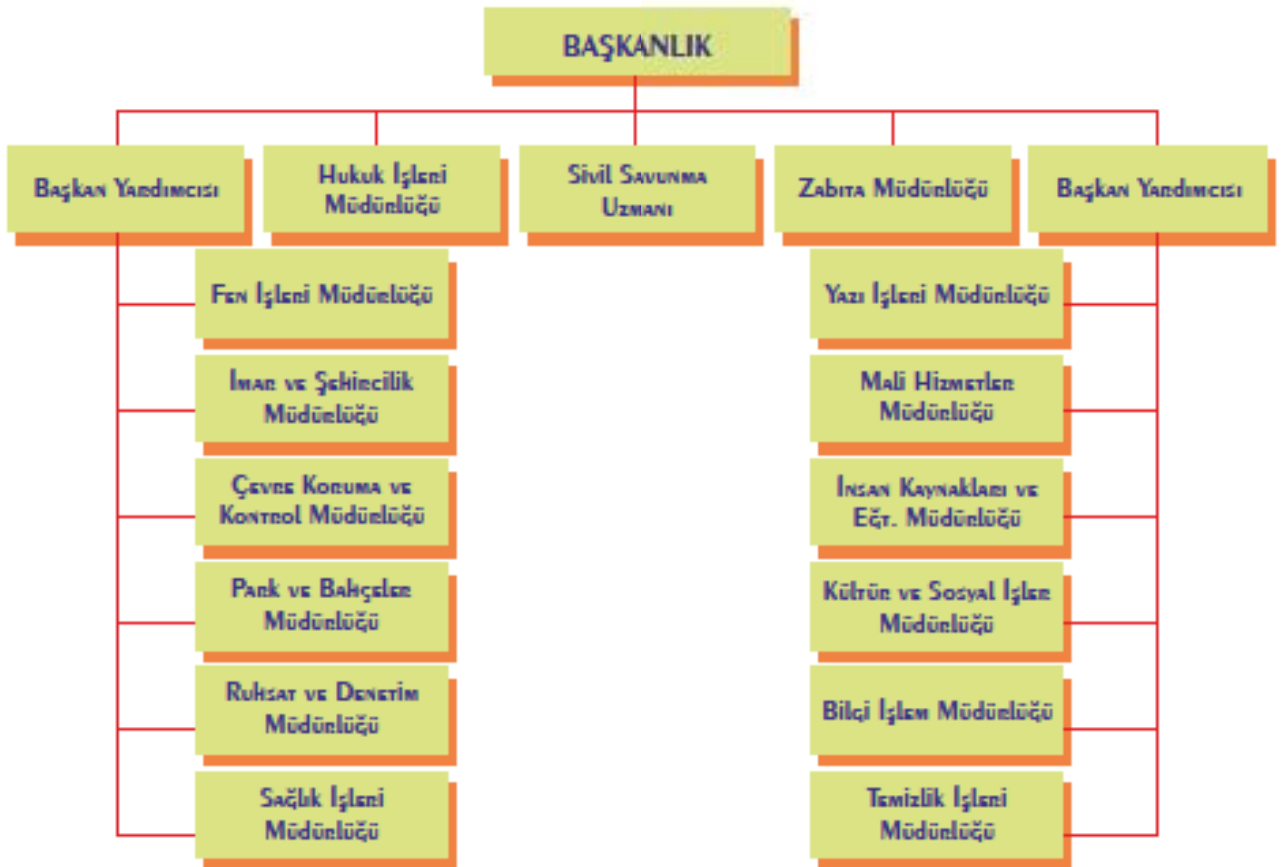 BAŞKANLIK
Başkan Yardımcısı
Hukuk İşleri
Müdürlüğü
Sivil Savunma
Uzmanı
Zabıta Müdürlüğü
Başkan Yardımcısı
Fen İşleri Müdürlüğü
İmar ve Şehircilik
Müdürlüğü
Çevre Koruma ve
Kontrol Müdürlüğü
Park ve Bahçeler
Müdürlüğü
Ruhsat ve Denetim
Müdürlüğü
Sağlık İşleri
Müdürlüğü
Yazı İşleri Müdürlüğü
Mali Hizmetler
Müdürlüğü
İnsan Kaynakları ve
Eğt. Müdürlüğü
Kültür ve Sosyal İşler
Müdürlüğü
Bilgi İşlem Müdürlüğü
Temizlik İşleri
Müdürlüğü